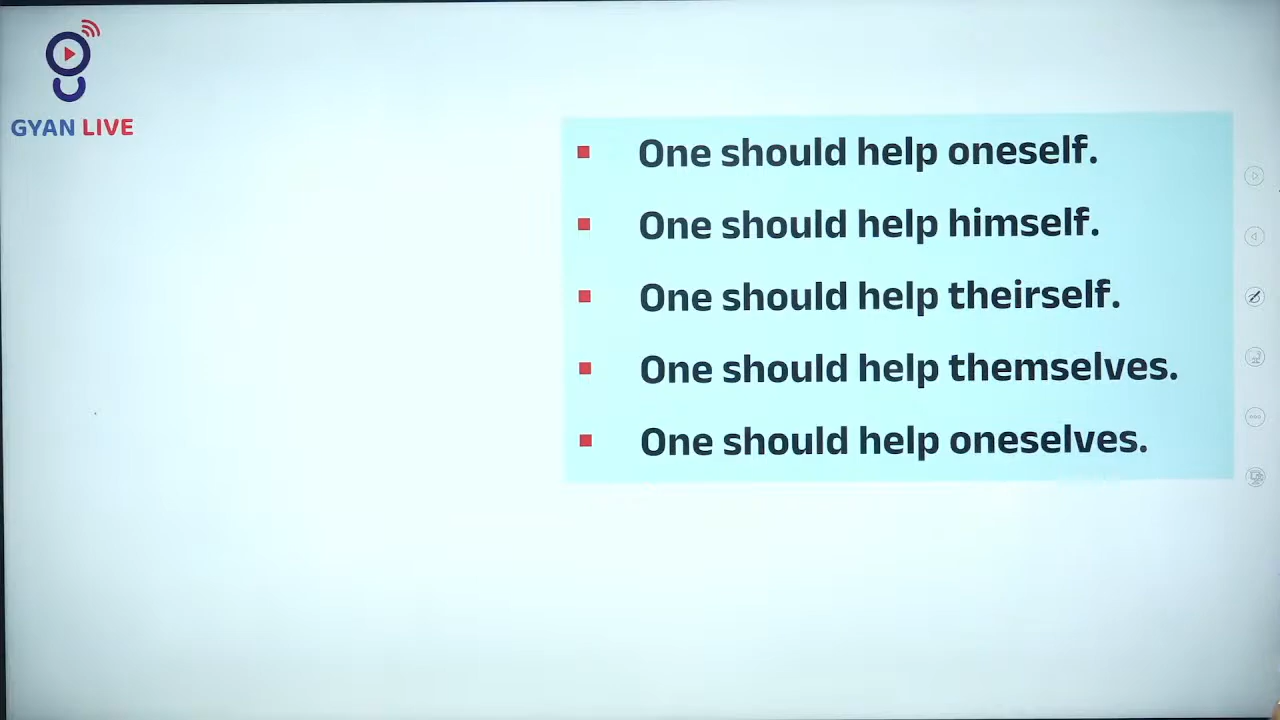 GYAN LIVE
One should help oneself.
One should help himself.
One should help theirself.
One should help themselves.
One should help oneselves.